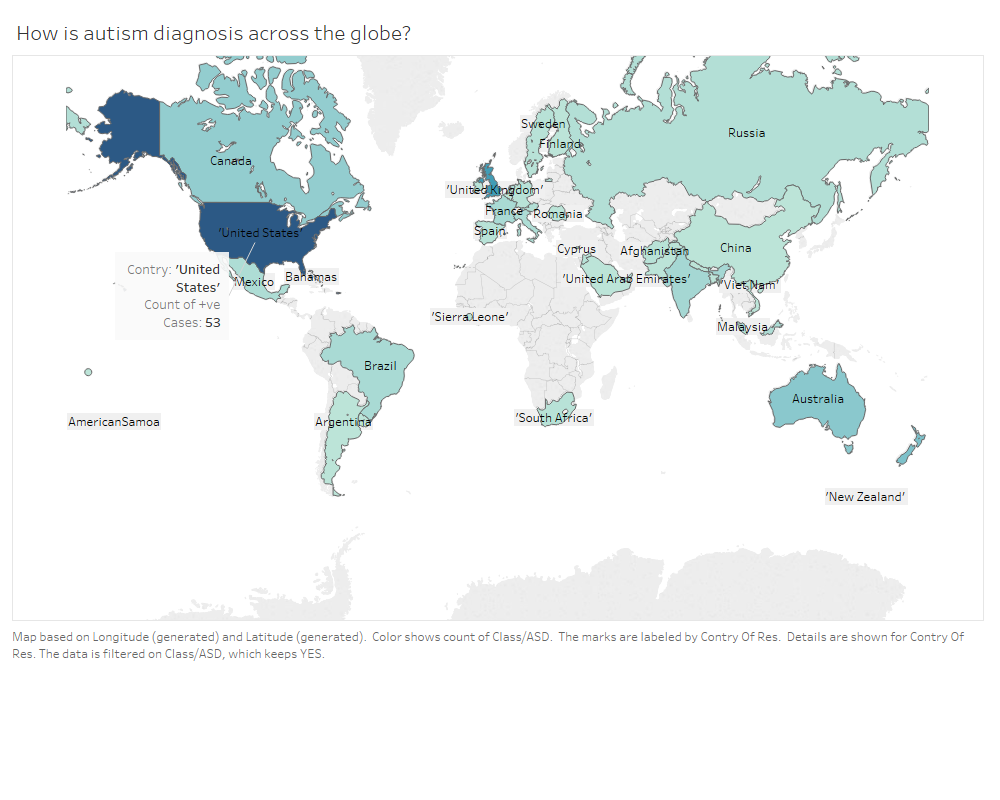 How is autism diagnosis across the globe?
Sweden
Finland
Russia
Canada
'United Kingdom'
France
Romania
Spain
'United States'
Cyprus
Afghanistan
China
Contry: 'United
States'
Count of +ve
Cases: 53
Mexico
Bahamas
'United Arab Emirates'
'Viet Nam'
'Sierra Leone'
Malaysia
Brazil
Australia
AmericanSamoa
Argentina
'South Africa'
'New Zealand'
Map based on Longitude (generated) and Latitude (generated).  Color shows count of Class/ASD.  The marks are labeled by Contry Of Res.  Details are shown for Contry Of
Res. The data is filtered on Class/ASD, which keeps YES.